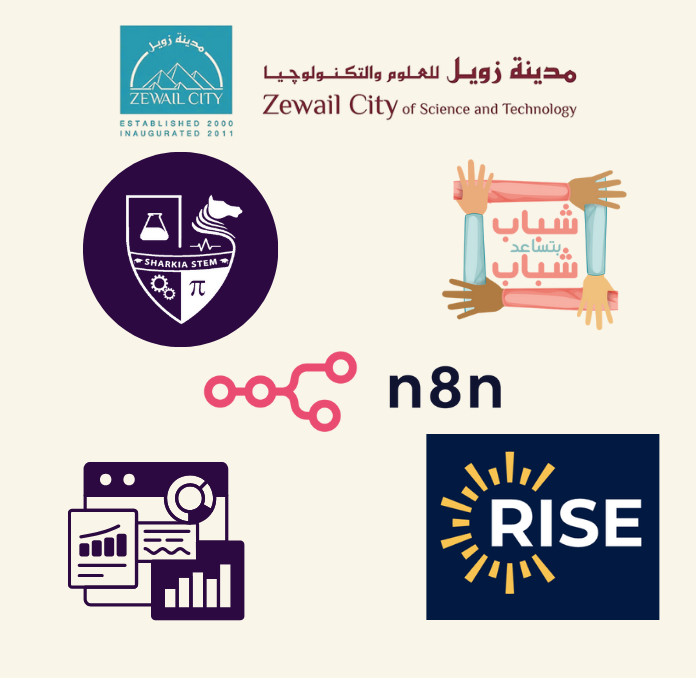 مدينة زويل
ZEWAIL CITY
ESTABLISHED 2000
INAUGURATED 2011
مدينة زويل للعلوم والتكنولوجيا
Zewail City of Science and Technology
SHARKIA STEM
π
شباب
بتساعد
شباب
n8n
RISE